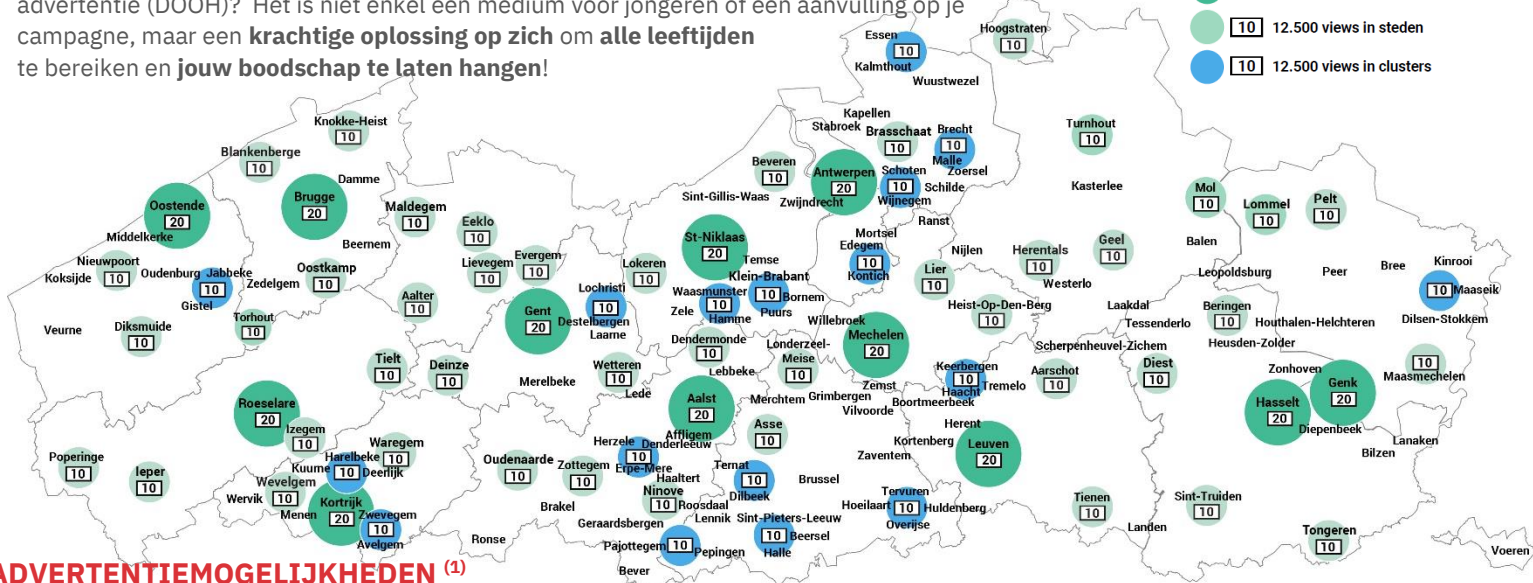 advertentie (DOOH)? Het is niet enkel een medium voor jongeren of een aanvulling op je
campagne, maar een krachtige oplossing op zich om alle leeftijden
te bereiken en jouw boodschap te laten hangen!
10 12.500 views in steden
10 12.500 views in clusters
Essen
10
Kalmthout
Wuustwezel
Hoogstraten
10
Knokke-Heist
10
Blankenberge
10
Damme
Brugge
20
Oostende
20
Middelkerke
Beernem
Nieuwpoort
10
Koksijde
Oudenburg
Jabbeke
10
Gistel
Zedelgem
Oostkamp
10
Torhout
10
Veurne
Diksmuide
10
Maldegem
10
Eeklo
10
Lievegem
10
Evergem
10
Aalter
10
Gent
20
Lochristi
10
Destelbergen
Laarne
Lokeren
10
Tielt
10
Deinze
10
Merelbeke
Wetteren
10
Lede
Kapellen
Stabroek
Brasschaat
10
Brecht
10
Malle
Zoersel
Beveren
10
Antwerpen
20
Schoten
10
Wijnegem
Schilde
Sint-Gillis-Waas
Zwijndrecht
Ranst
St-Niklaas
20
Temse
Klein-Brabant
10
Bornem
Puurs
Waasmunster
10
Hamme
Zele
Mortsel
Edegem
10
Kontich
Nijlen
Lier
10
Turnhout
10
Kasterlee
Herentals
10
Geel
10
Westerlo
Heist-Op-Den-Berg
10
Laakdal
Mol
10
Balen
Lommel
10
Pelt
10
Leopoldsburg
Peer
Bree
Kinrooi
10
Maaseik
Dilsen-Stokkem
Tessenderlo
Beringen
10
Houthalen-Helchteren
Heusden-Zolder
Willebroek
Mechelen
20
Dendermonde
10
Lebbeke
Londerzeel-
Meise
10
Zemst
Merchtem
Grimbergen
Vilvoorde
Keerbergen
10
Haacht
Tremelo
Boortmeerbeek
Scherpenheuvel-Zichem
Aarschot
10
Diest
10
Zonhoven
Genk
20
Hasselt
20
Diepenbeek
10
Maasmechelen
Lanaken
Bilzen
Roeselare
20
Izegem
10
Waregem
10
Harelbeke
Kuurne
10
Deerlijk
Poperinge
10
Ieper
10
Wevelgem
10
Wervik
Menen
Kortrijk
20
Zwevegem
10
Avelgem
Aalst
20
Affligem
Herzele
Denderleeuw
10
Erpe-Mere
Haaltert
Asse
10
Oudenaarde
10
Zottegem
10
Brakel
Ninove
10
Roosdaal
Geraardsbergen
Lennik
Ronse
Ternat
10
Dilbeek
Brussel
Sint-Pieters-Leeuw
10
Beersel
Halle
Pajottegem
10
Pepingen
Bever
Herent
Kortenberg
Leuven
20
Zaventem
Tervuren
Hoeilaart
10
Huldenberg
Overijse
Tienen
10
Landen
Sint-Truiden
10
Tongeren
10
Voeren
ADVERTENTIEMOGELIJKHEDEN (1)